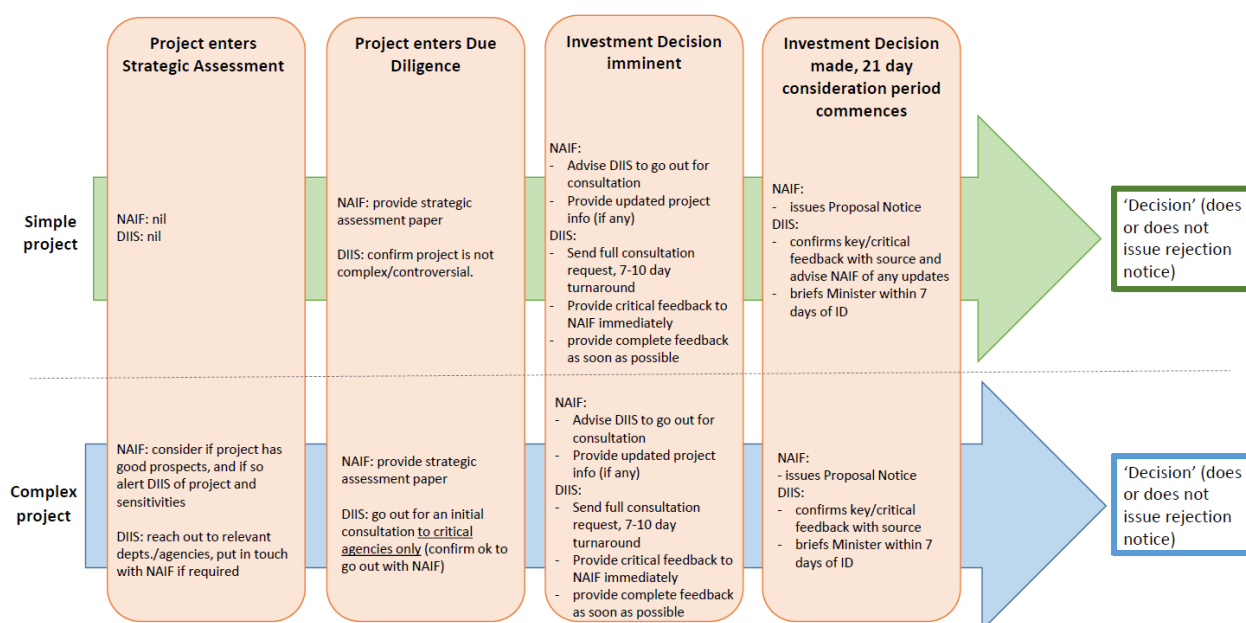 Project enters
Strategic Assessment
Project enters Due
Diligence
Investment Decision
imminent
Investment Decision
made, 21 day
consideration period
commences
Simple
project
NAIF: nil
DIIS: nil
NAIF: provide strategic
assessment paper
DIIS: confirm project is not
complex/controversial.
NAIF:
- Advise DIIS to go out for
consultation
- Provide updated project
info (if any)
DIIS:
- Send full consultation
request, 7-10 day
turnaround
- Provide critical feedback to
NAIF immediately
- provide complete feedback
as soon as possible
NAIF:
- issues Proposal Notice
DIIS:
- confirms key/critical
feedback with source and
advise NAIF of any updates
- briefs Minister within 7
days of ID
‘Decision’ (does
or does not
issue rejection
notice)
Complex
project
NAIF: consider if project has
good prospects, and if so
alert DIIS of project and
sensitivities
DIIS: reach out to relevant
depts./agencies, put in touch
with NAIF if required
NAIF: provide strategic
assessment paper
DIIS: go out for an initial
consultation to critical
agencies only (confirm ok to
go out with NAIF)
NAIF:
- Advise DIIS to go out for
consultation
- Provide updated project
info (if any)
DIIS:
- Send full consultation
request, 7-10 day
turnaround
- Provide critical feedback to
NAIF immediately
- provide complete feedback
as soon as possible
NAIF:
- issues Proposal Notice
DIIS:
- confirms key/critical
feedback with source
- briefs Minister within 7
days of ID
‘Decision’ (does
or does not
issue rejection
notice)